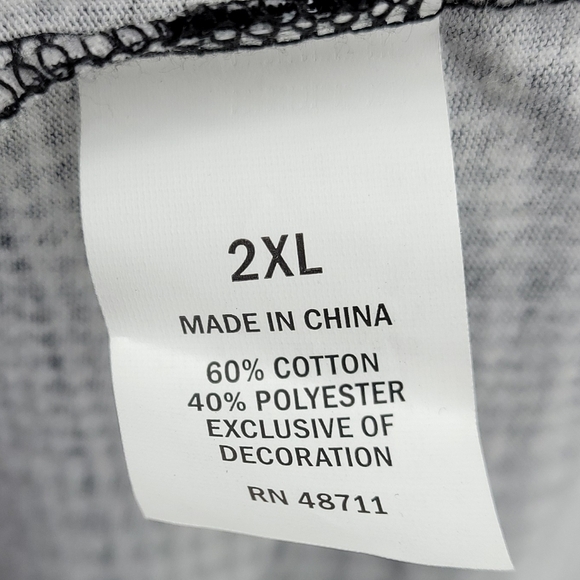 2XL
MADE IN CHINA
60% COTTON
40% POLYESTER
EXCLUSIVE OF
DECORATION
RN 48711